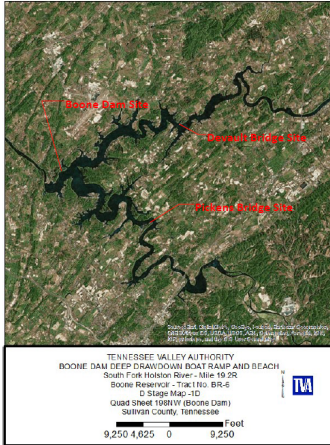 Boone Dam Site
Devault Bridge Site
Pickens Bridge Site
TENNESSEE VALLEY AUTHORITY
BOONE DAM DEEP DRAWDOWN BOAT RAMP AND BEACH
South Fork Holston River - Mile 19.2R
Boone Reservoir - Tract No. BR-6
D Stage Map -1D
Quad Sheet 198NW (Boone Dam)
Sullivan County, Tennessee
TVA
Feet
9,250 4,625 0 9,250